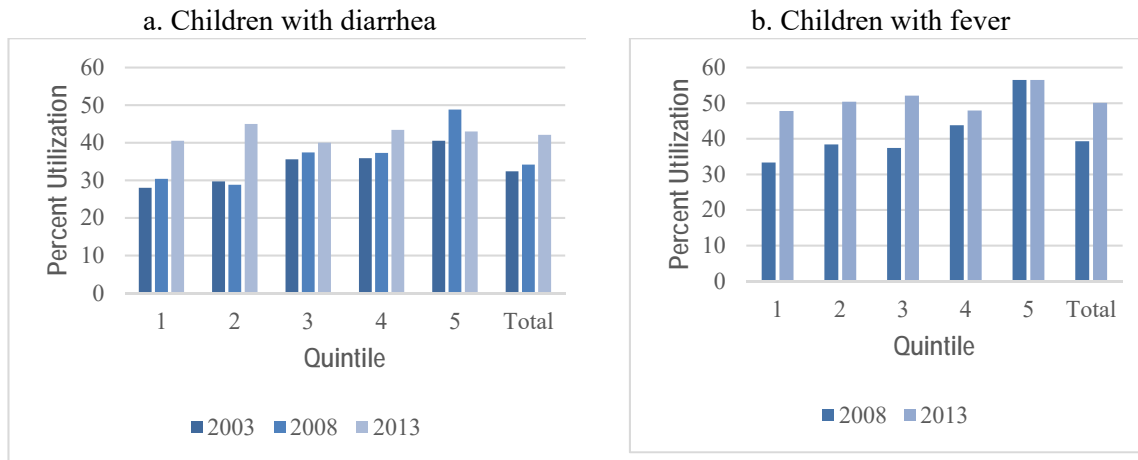 a. Children with diarrhea
Percent Utilization
60
50
40
30
20
10
0
1 2 3 4 5 Total
Quintile
2003 2008 2013
b. Children with fever
Percent Utilization
60
50
40
30
20
10
0
1 2 3 4 5 Total
Quintile
2008 2013